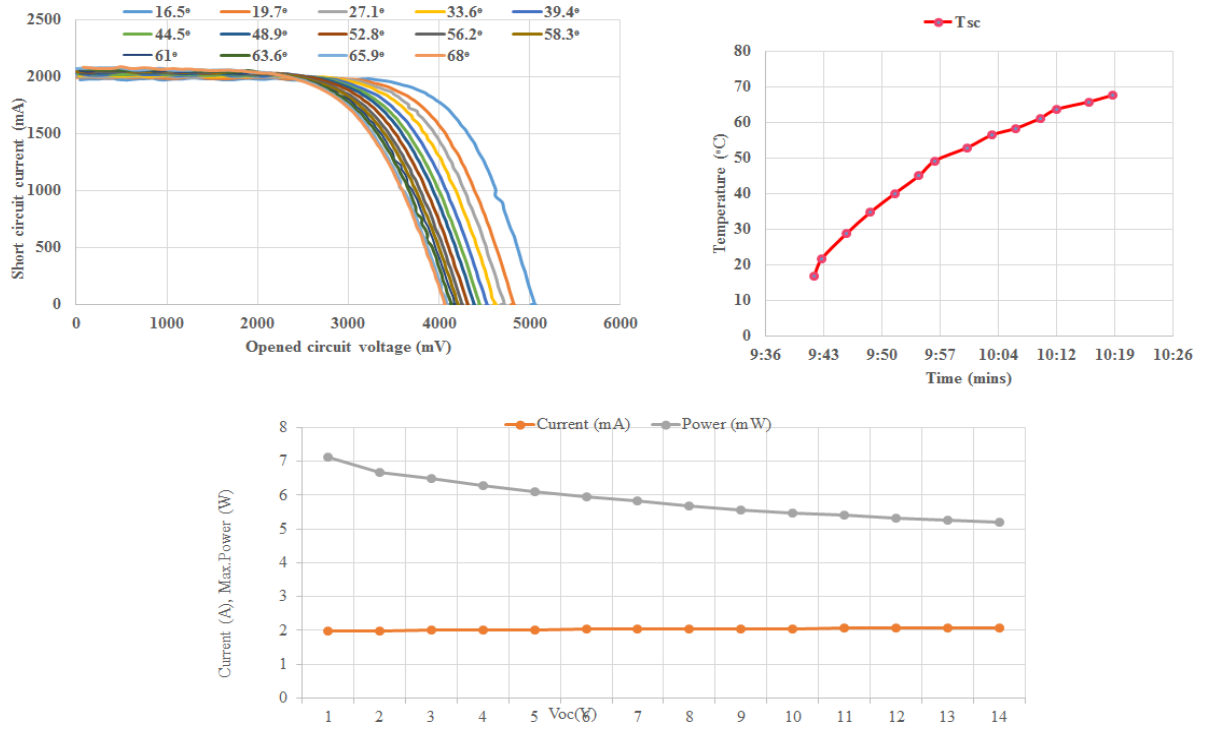 2500
2000
1500
1000
500
0
Short circuit current (mA)
16.5° 19.7° 27.1° 33.6° 39.4°
44.5° 48.9° 52.8° 56.2° 58.3°
61° 63.6° 65.9° 68°
0 1000 2000 3000 4000 5000 6000
Opened circuit voltage (mV)
Tsc
80
70
60
50
40
30
20
10
0
Temperature (°C)
9:36 9:43 9:50 9:57 10:04 10:12 10:19 10:26
Time (mins)
Current (mA) Power (mW)
8
7
6
5
4
3
2
1
0
Current (A), Max.Power (W)
1 2 3 4 5 6 7 8 9 10 11 12 13 14
Voc(V)